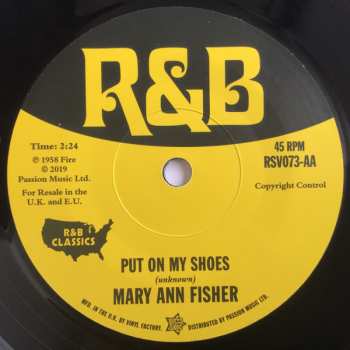 R&B
Time: 2:24
℗ 1958 Fire
© 2019
Passion Music Ltd.
For Resale in the
U.K. and E.U.
45 RPM
RSV073-AA
Copyright Control
R&B
CLASSICS
PUT ON MY SHOES
(unknown)
MARY ANN FISHER
MFD. IN THE U.K. BY VINYL FACTORY. DISTRIBUTED BY PASSION MUSIC LTD.